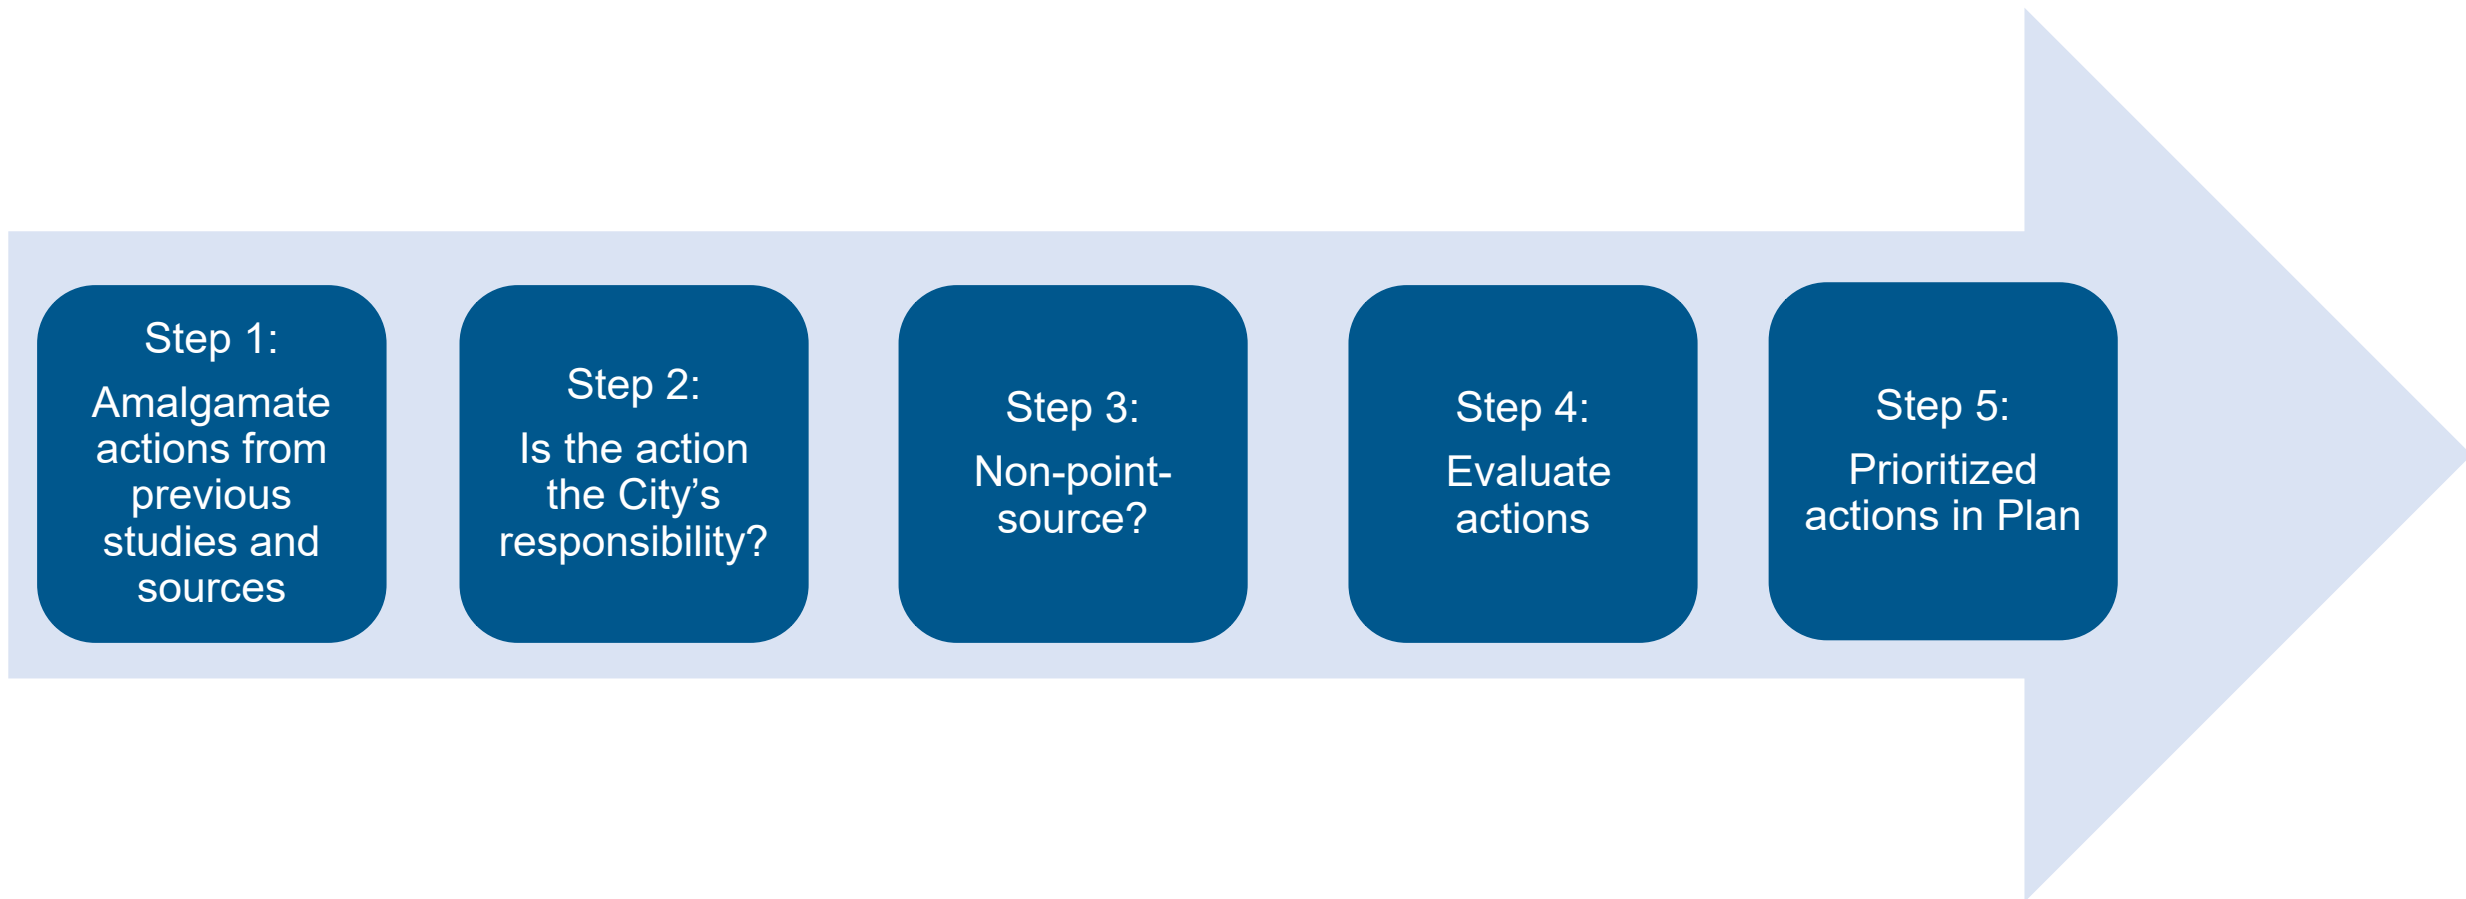 Step 1:
Amalgamate
actions from
previous
studies and
sources
Step 2:
Is the action
the City’s
responsibility?
Step 3:
Non-point-
source?
Step 4:
Evaluate
actions
Step 5:
Prioritized
actions in Plan